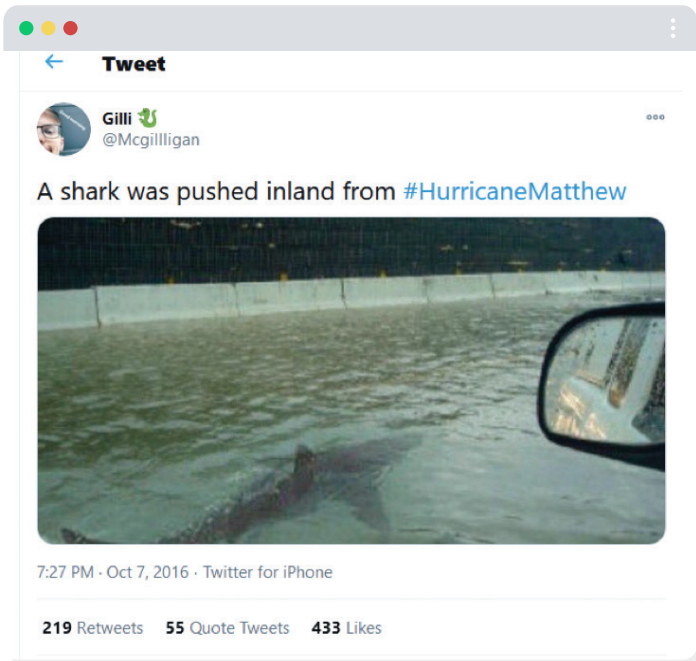 Tweet
Gilli
@Mcgillligan
A shark was pushed inland from #HurricaneMatthew
7:27 PM · Oct 7, 2016 · Twitter for iPhone
219 Retweets 55 Quote Tweets 433 Likes